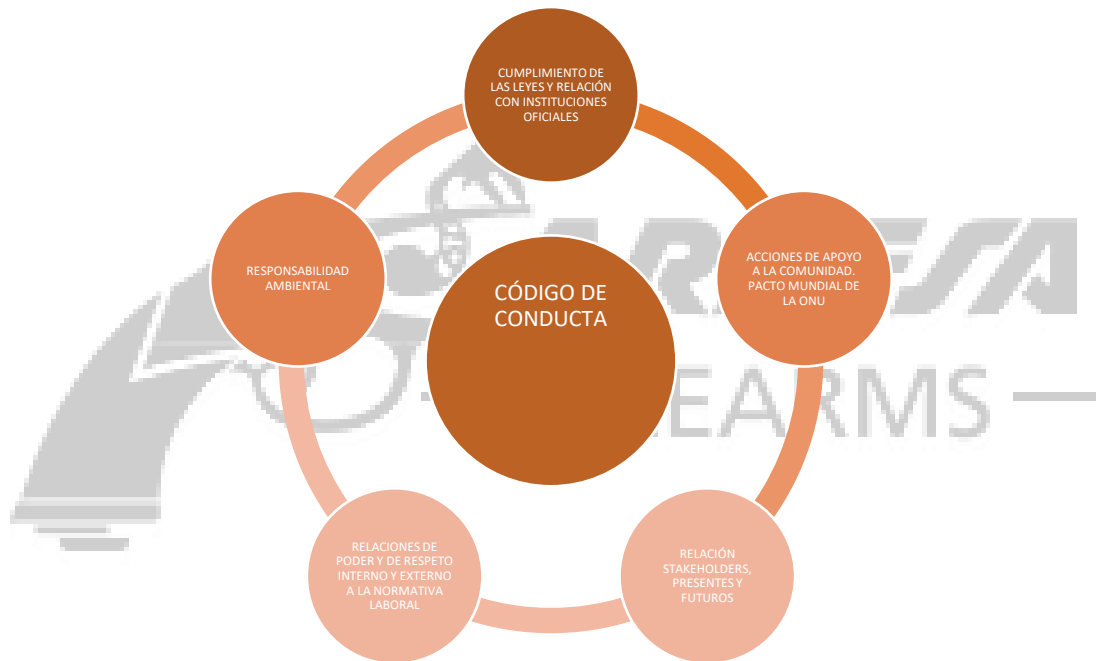 CUMPLIMIENTO DE
LAS LEYES Y RELACIÓN
CON INSTITUCIONES
OFICIALES
ACCIONES DE APOYO
A LA COMUNIDAD.
PACTO MUNDIAL DE
LA ONU
RELACIÓN
STAKEHOLDERS,
PRESENTES Y
FUTUROS
RELACIONES DE
PODER Y DE RESPETO
INTERNO Y EXTERNO
A LA NORMATIVA
LABORAL
RESPONSABILIDAD
AMBIENTAL
CÓDIGO DE
CONDUCTA